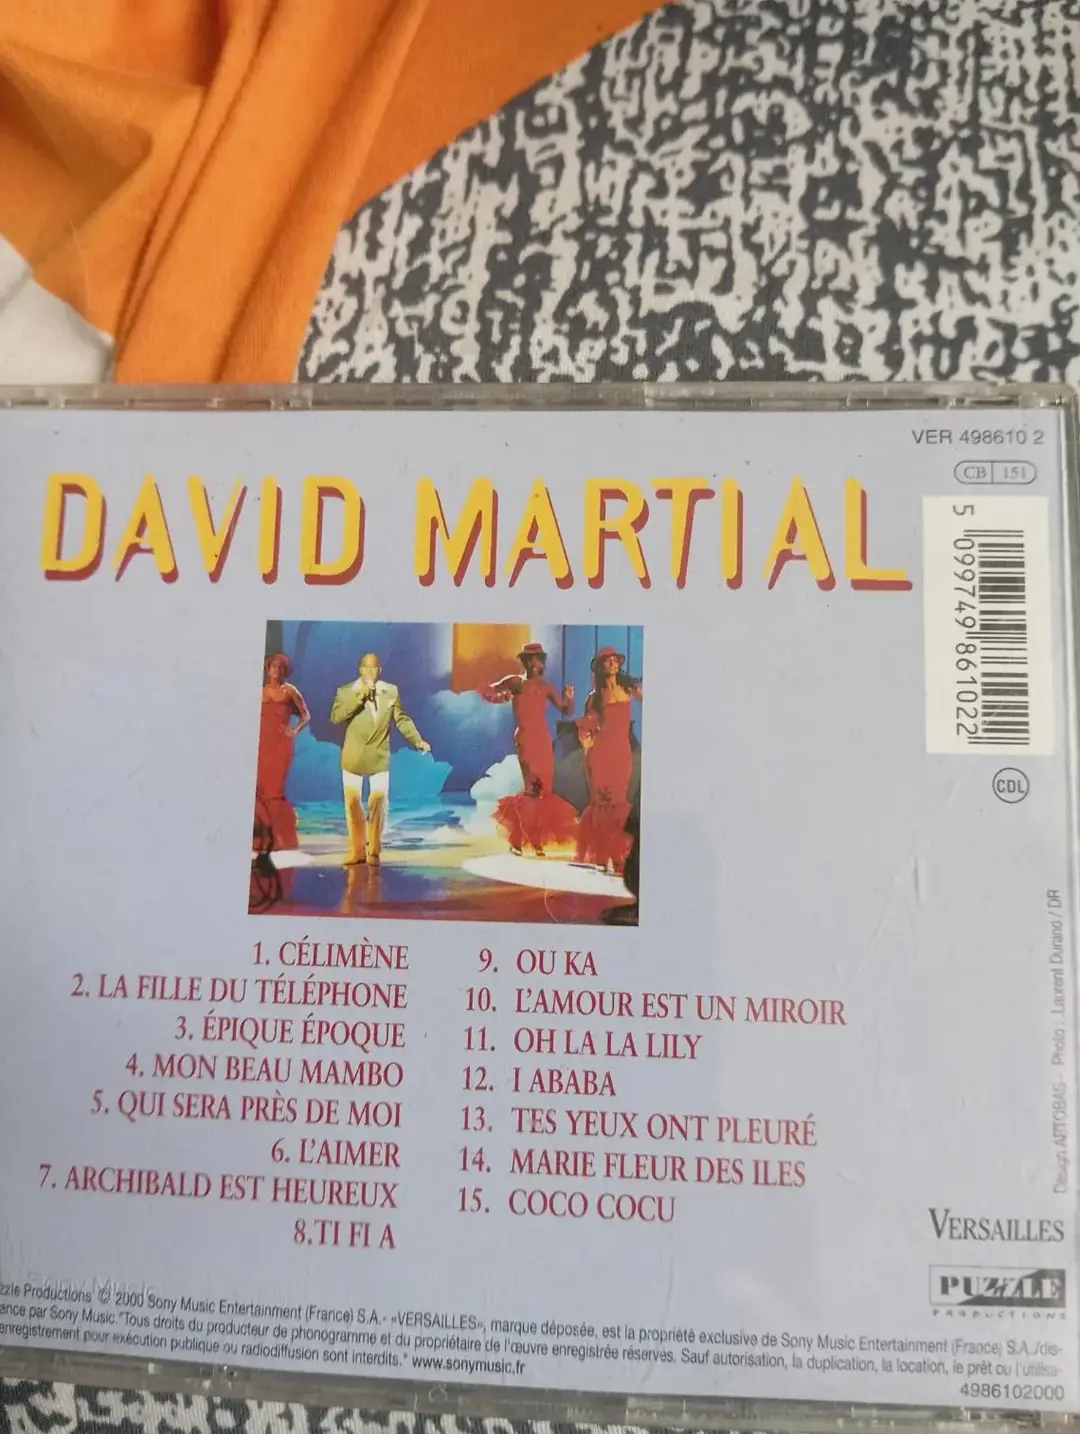 VER 498610 2
CB 151
DAVID MARTIAL
5 099749 861022
CDL
1. CÉLIMÈNE
2. LA FILLE DU TÉLÉPHONE
3. ÉPIQUE ÉPOQUE
4. MON BEAU MAMBO
5. QUI SERA PRÈS DE MOI
6. L'AIMER
7. ARCHIBALD EST HEUREUX
8.TI FI A
9. OU KA
10. L'AMOUR EST UN MIROIR
11. OH LA LA LILY
12. I ABABA
13. TES YEUX ONT PLEURÉ
14. MARIE FLEUR DES ILES
15. COCO COCU
Design ARTOBAS - Photo : Laurent Durand / DR
VERSAILLES
PUZZLE
PRODUCTIONS
Productions © 2000 Sony Music Entertainment (France) S.A.- «VERSAILLES», marque déposée, est la propriété exclusive de Sony Music Entertainment (France) S.A./dis-
par Sony Music."Tous droits du producteur de phonogramme et du propriétaire de l'œuvre enregistrée réservés. Sauf autorisation, la duplication, la location, le prêt ou l'utilisa-
enregistrement pour «exécution publique ou radiodiffusion sont interdits." www.sonymusic.fr
4986102000